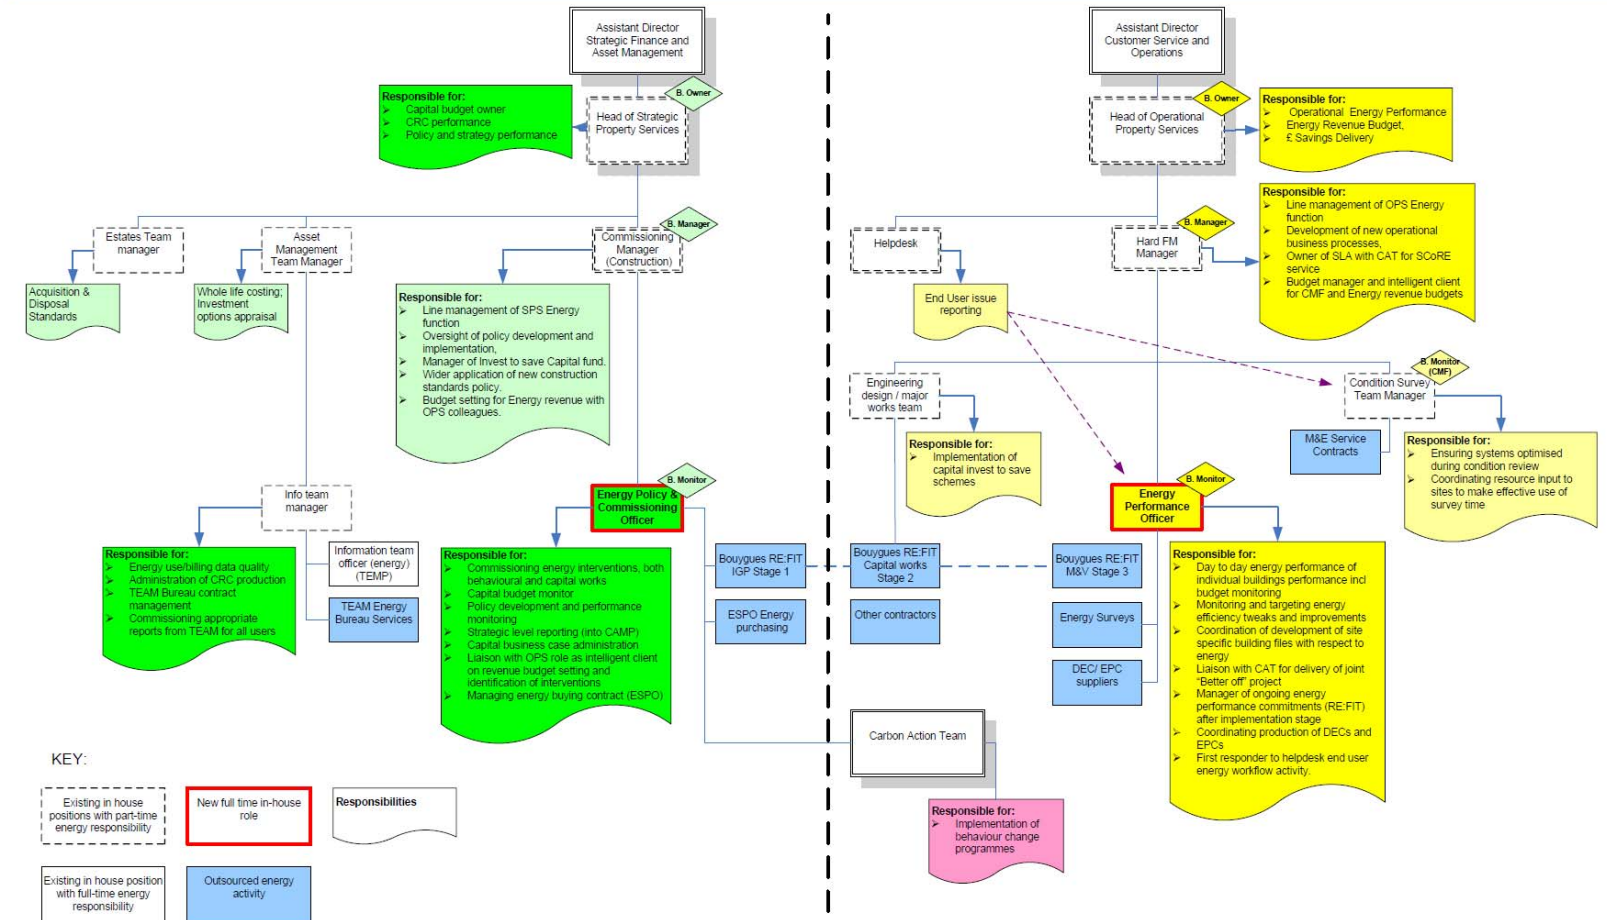 Assistant Director
Strategic Finance and
Asset Management
B. Owner
Head of Strategic
Property Services
Responsible for:
Capital budget owner
CRC performance
Policy and strategy performance
Estates Team
manager
Asset
Management
Team Manager
B. Manager
Commissioning
Manager
(Construction)
Acquisition &
Disposal
Standards
Whole life costing;
Investment
options appraisal
Responsible for:
Line management of SPS Energy
function
Oversight of policy development and
implementation,
Manager of Invest to save Capital fund.
Wider application of new construction
standards policy.
Budget setting for Energy revenue with
OPS colleagues.
Info team
manager
B. Monitor
Energy Policy &
Commissioning
Officer
Responsible for:
Energy use/billing data quality
Administration of CRC production
TEAM Bureau contract
management
Commissioning appropriate
reports from TEAM for all users
Information team
officer (energy)
(TEMP)
TEAM Energy
Bureau Services
Responsible for:
Commissioning energy interventions, both
behavioural and capital works
Capital budget monitor
Policy development and performance
monitoring
Strategic level reporting (into CAMP)
Capital business case administration
Liaison with OPS role as intelligent client
on revenue budget setting and
identification of interventions
Managing energy buying contract (ESPO)
Bouygues RE:FIT
IGP Stage 1
ESPO Energy
purchasing
Assistant Director
Customer Service and
Operations
B. Owner
Head of Operational
Property Services
Responsible for:
Operational Energy Performance
Energy Revenue Budget,
£ Savings Delivery
Helpdesk
B. Manager
Hard FM
Manager
Responsible for:
Line management of OPS Energy
function
Development of new operational
business processes,
Owner of SLA with CAT for SCoRE
service
Budget manager and intelligent client
for CMF and Energy revenue budgets
End User issue
reporting
Engineering
design / major
works team
B. Monitor
(CMF)
Condition Survey
Team Manager
Responsible for:
Implementation of
capital invest to save
schemes
M&E Service
Contracts
Responsible for:
Ensuring systems optimised
during condition review
Coordinating resource input to
sites to make effective use of
survey time
B. Monitor
Energy
Performance
Officer
Bouygues RE:FIT
Capital works
Stage 2
Other contractors
Bouygues RE:FIT
M&V Stage 3
Energy Surveys
DEC/ EPC
suppliers
Responsible for:
Day to day energy performance of
individual buildings performance incl
budget monitoring
Monitoring and targeting energy
efficiency tweaks and improvements
Coordination of development of site
specific building files with respect to
energy
Liaison with CAT for delivery of joint
"Better off" project
Manager of ongoing energy
performance commitments (RE:FIT)
after implementation stage
Coordinating production of DECs and
EPCs
First responder to helpdesk end user
energy workflow activity.
Carbon Action Team
Responsible for:
Implementation of
behaviour change
programmes
KEY:
Existing in house
positions with part-time
energy responsibility
New full time in-house
role
Responsibilities
Existing in house position
with full-time energy
responsibility
Outsourced energy
activity